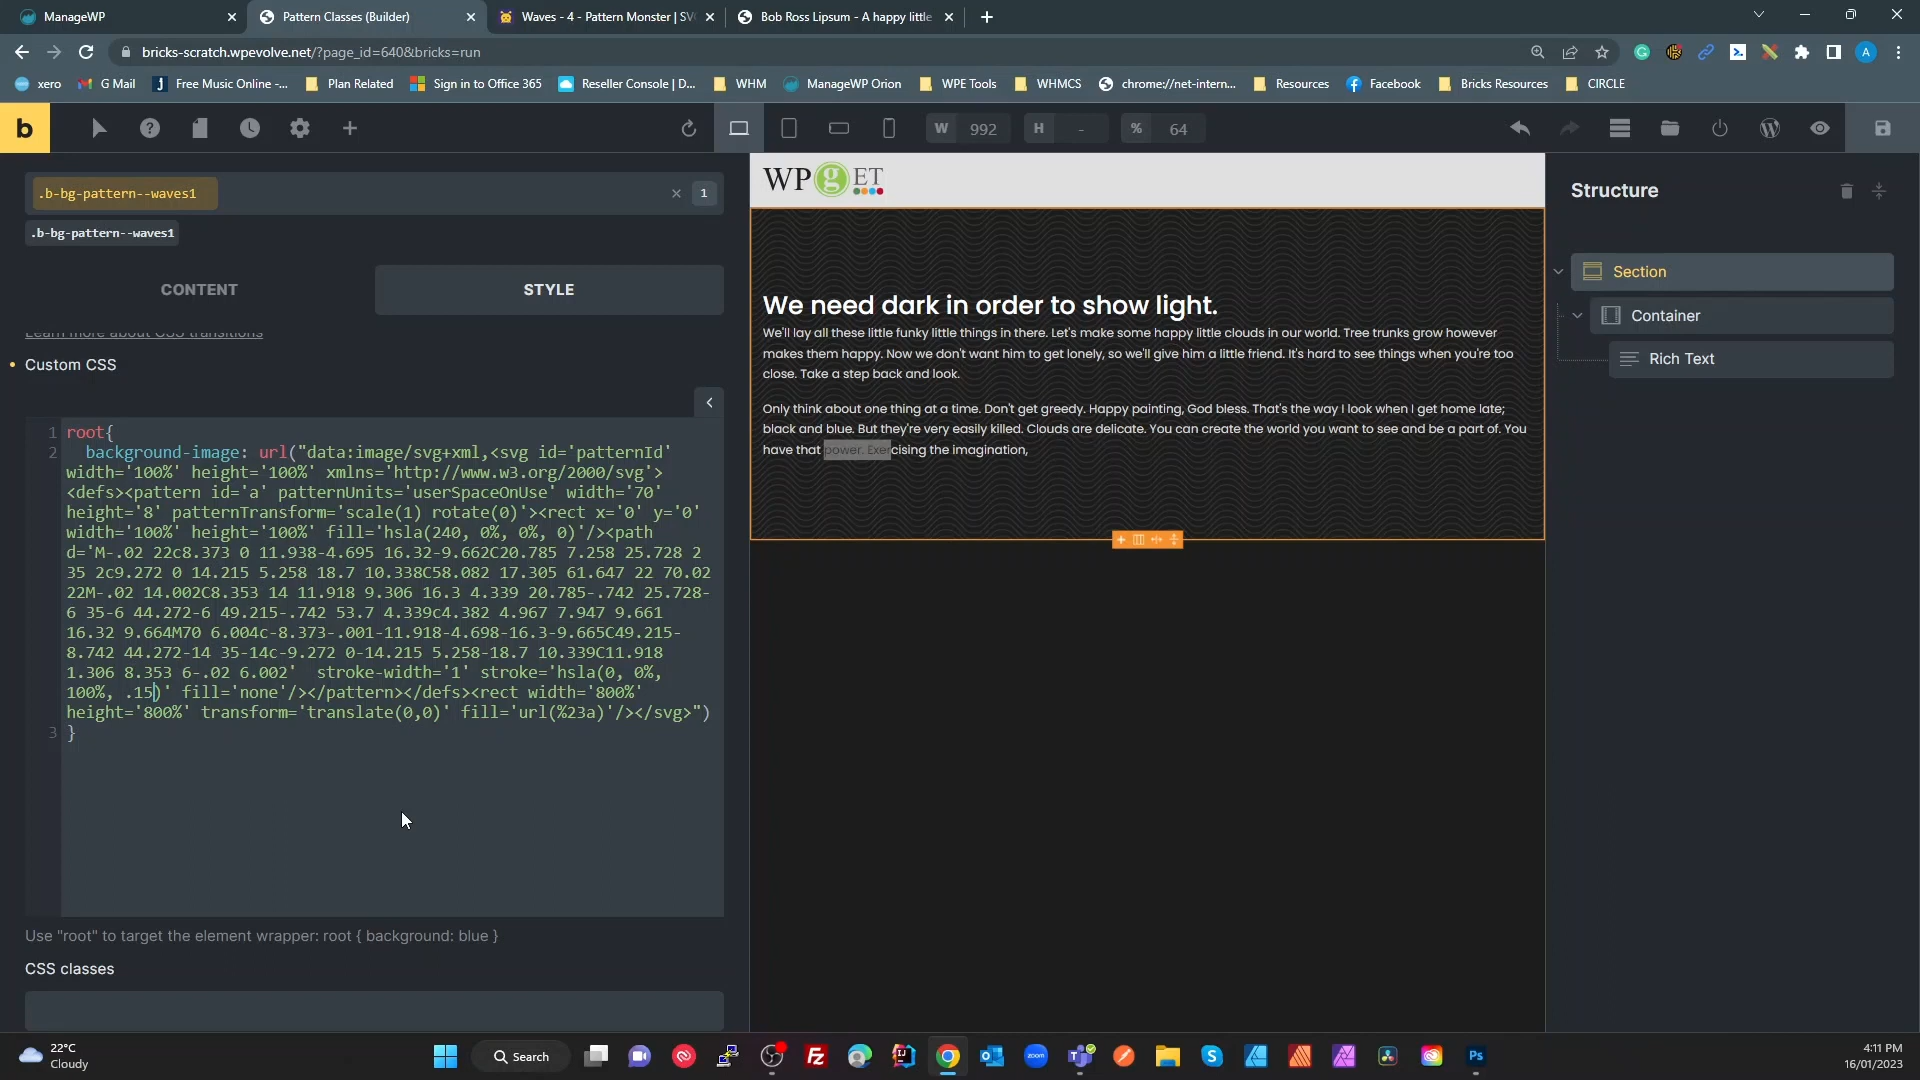 ManageWP
Pattern Classes (Builder)
Waves - 4 - Pattern Monster | SV
Bob Ross Lipsum - A happy little
bricks-scratch.wpevolve.net/?page_id=640&bricks=run
xero
G Mail
Free Music Online -...
Plan Related
Sign in to Office 365
Reseller Console | D...
WHM
ManageWP Orion
WPE Tools
WHMCS
chrome://net-intern...
Resources
Facebook
Bricks Resources
CIRCLE
b
W 992
H -
% 64
.b-bg-pattern--waves1
1
.b-bg-pattern--waves1
CONTENT
STYLE
Learn more about CSS transitions
Custom CSS
1 root{
2 background-image: url("data:image/svg+xml,<svg id='patternId'
width='100%' height='100%' xmlns='http://www.w3.org/2000/svg'>
<defs><pattern id='a' patternUnits='userSpaceOnUse' width='70'
height='8' patternTransform='scale(1) rotate(0)'><rect x='0' y='0'
width='100%' height='100%' fill='hsla(240, 0%, 0%, 0)'/><path
d='M-.02 22c8.373 0 11.938-4.695 16.32-9.662C20.785 7.258 25.728 2
35 2c9.272 0 14.215 5.258 18.7 10.338C58.082 17.305 61.647 22 70.02
22M-.02 14.002C8.353 14 11.918 9.306 16.3 4.339 20.785-.742 25.728-
6 35-6 44.272-6 49.215-.742 53.7 4.339c4.382 4.967 7.947 9.661
16.32 9.664M70 6.004c-8.373-.001-11.918-4.698-16.3-9.665C49.215-
8.742 44.272-14 35-14c-9.272 0-14.215 5.258-18.7 10.339C11.918
1.306 8.353 6-.02 6.002'  stroke-width='1' stroke='hsla(0, 0%,
100%, .15)' fill='none'/></pattern></defs><rect width='800%'
height='800%' transform='translate(0,0)' fill='url(%23a)'/></svg>")
3 }
Use "root" to target the element wrapper: root { background: blue }
CSS classes
WPgET
We need dark in order to show light.
We'll lay all these little funky little things in there. Let's make some happy little clouds in our world. Tree trunks grow however
makes them happy. Now we don't want him to get lonely, so we'll give him a little friend. It's hard to see things when you're too
close. Take a step back and look.
Only think about one thing at a time. Don't get greedy. Happy painting, God bless. That's the way I look when I get home late;
black and blue. But they're very easily killed. Clouds are delicate. You can create the world you want to see and be a part of. You
have that power. Exercising the imagination,
Structure
Section
Container
Rich Text
22°C
Cloudy
Search
4:11 PM
16/01/2023